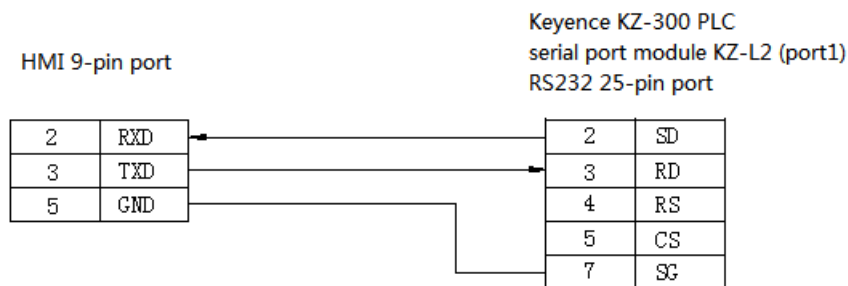 Keyence KZ-300 PLC
serial port module KZ-L2 (port1)
RS232 25-pin port
HMI 9-pin port
2 RXD
3 TXD
5 GND
2 SD
3 RD
4 RS
5 CS
7 SG